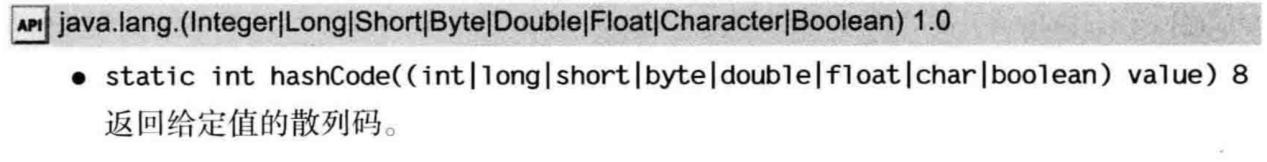 API java.lang.(Integer|Long|Short|Byte|Double|Float|Character|Boolean) 1.0
● static int hashCode((int|long|short|byte|double|float|char|boolean) value) 8
返回给定值的散列码。